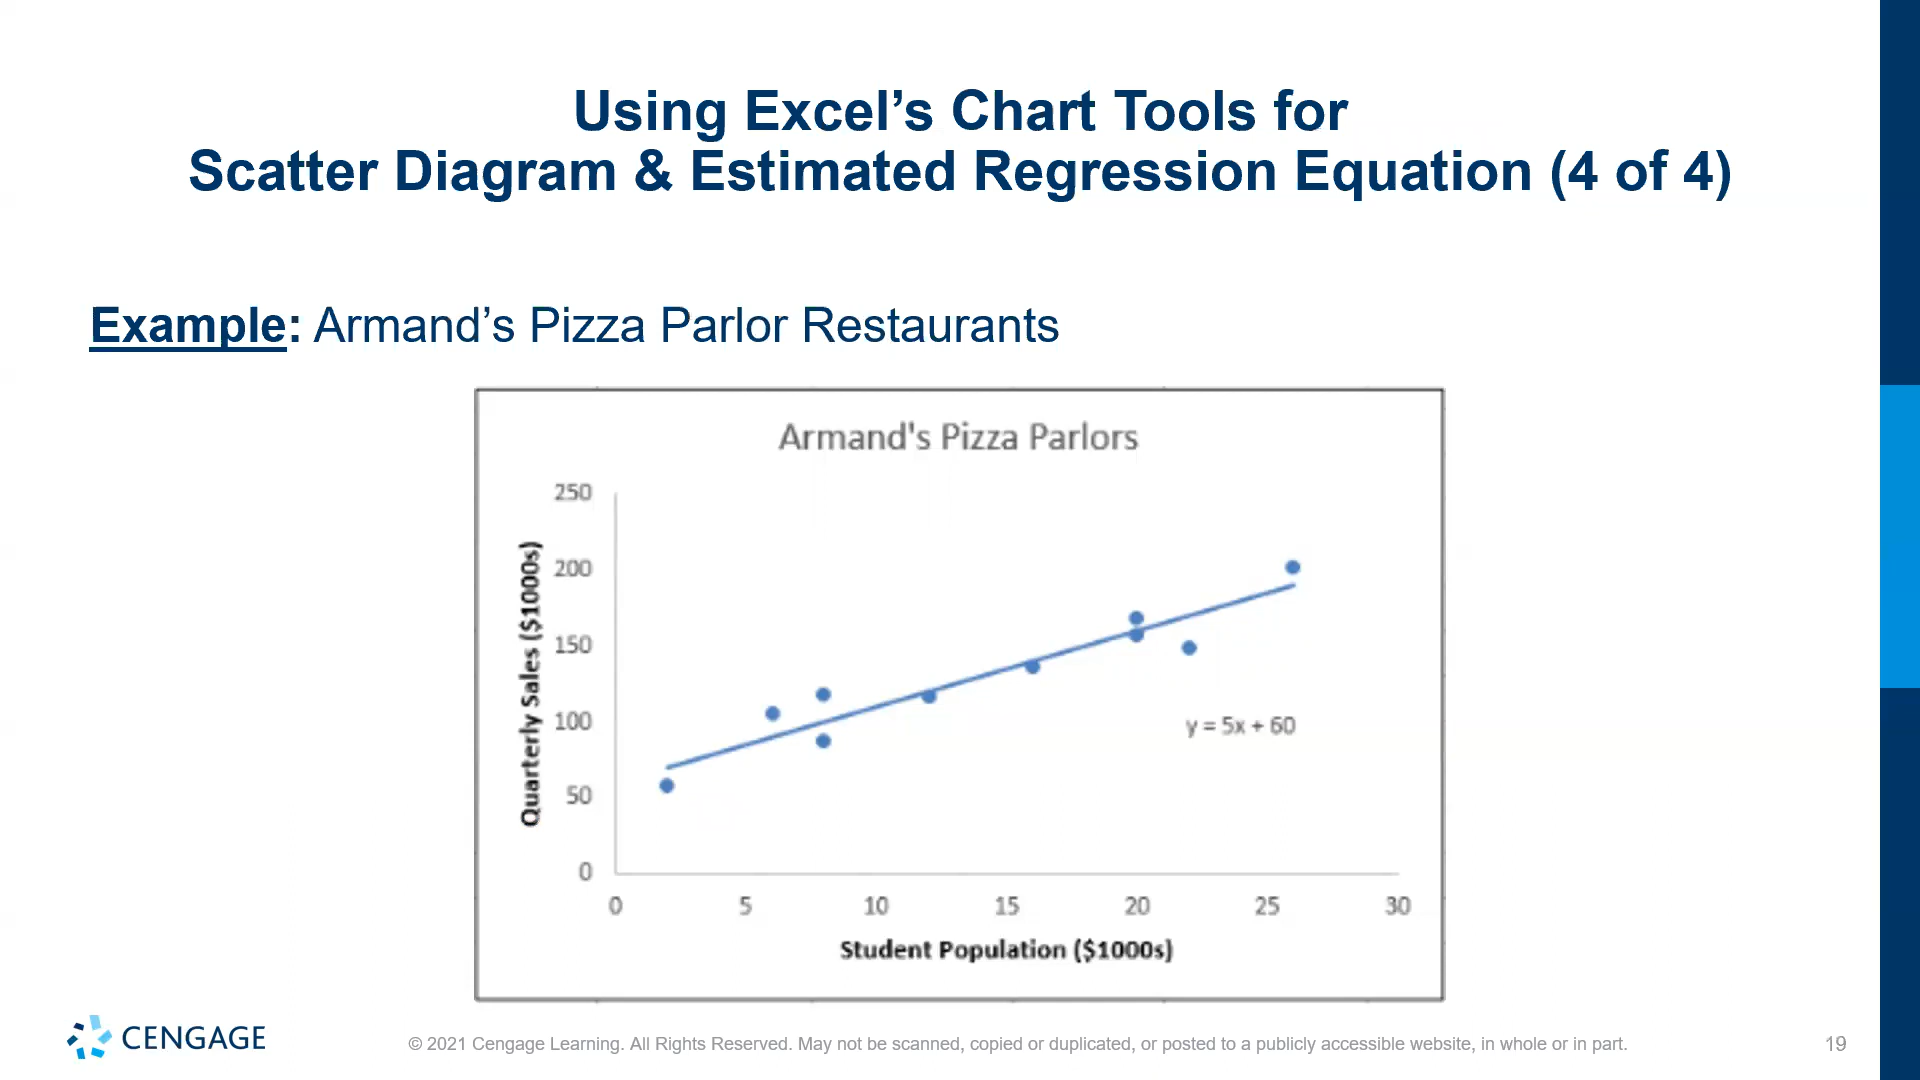 Using Excel’s Chart Tools for
Scatter Diagram & Estimated Regression Equation (4 of 4)
Example: Armand’s Pizza Parlor Restaurants
Armand's Pizza Parlors
250
200
150
100
50
0
Quarterly Sales ($1000s)
y = 5x + 60
0 5 10 15 20 25 30
Student Population ($1000s)
CENGAGE
© 2021 Cengage Learning. All Rights Reserved. May not be scanned, copied or duplicated, or posted to a publicly accessible website, in whole or in part.
19